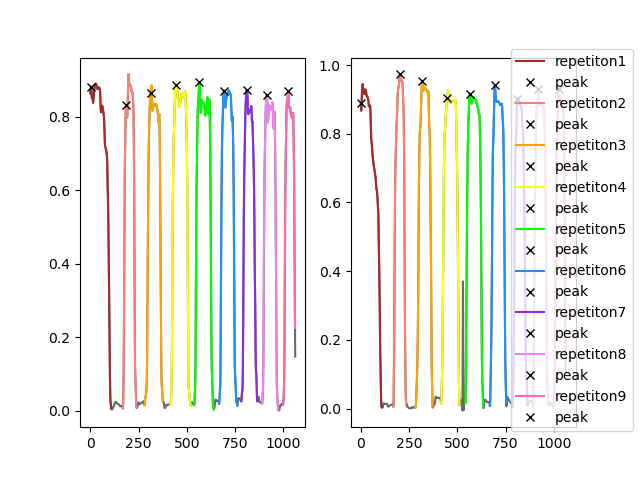 0.8
0.6
0.4
0.2
0.0
0
250
500
750
1000
1.0
0.8
0.6
0.4
0.2
0.0
0
250
500
750
1000
repetiton1
peak
repetiton2
peak
repetiton3
peak
repetiton4
peak
repetiton5
peak
repetiton6
peak
repetiton7
peak
repetiton8
peak
repetiton9
peak